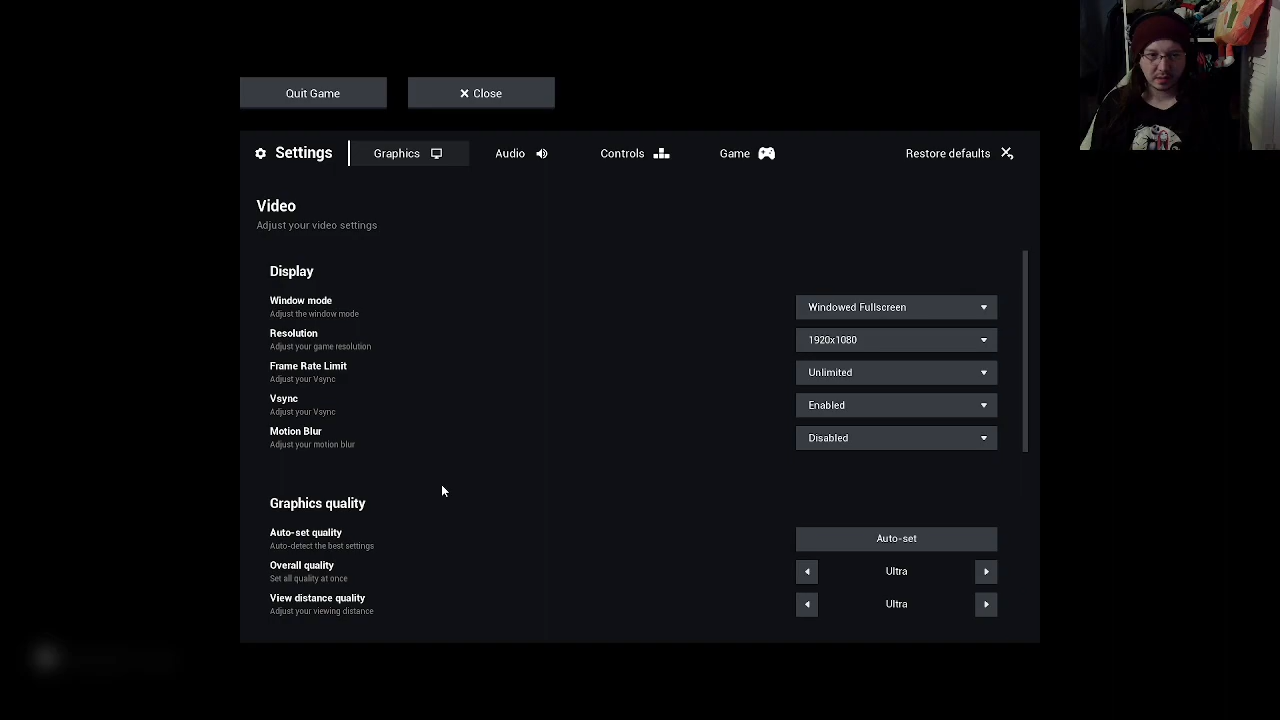 Quit Game
Close
Settings
Graphics
Audio
Controls
Game
Restore defaults
Video
Adjust your video settings
Display
Window mode
Adjust the window mode
Windowed Fullscreen
Resolution
Adjust your game resolution
1920x1080
Frame Rate Limit
Adjust your Vsync
Unlimited
Vsync
Adjust your Vsync
Enabled
Motion Blur
Adjust your motion blur
Disabled
Graphics quality
Auto-set quality
Auto-detect the best settings
Auto-set
Overall quality
Set all quality at once
Ultra
View distance quality
Adjust your viewing distance
Ultra